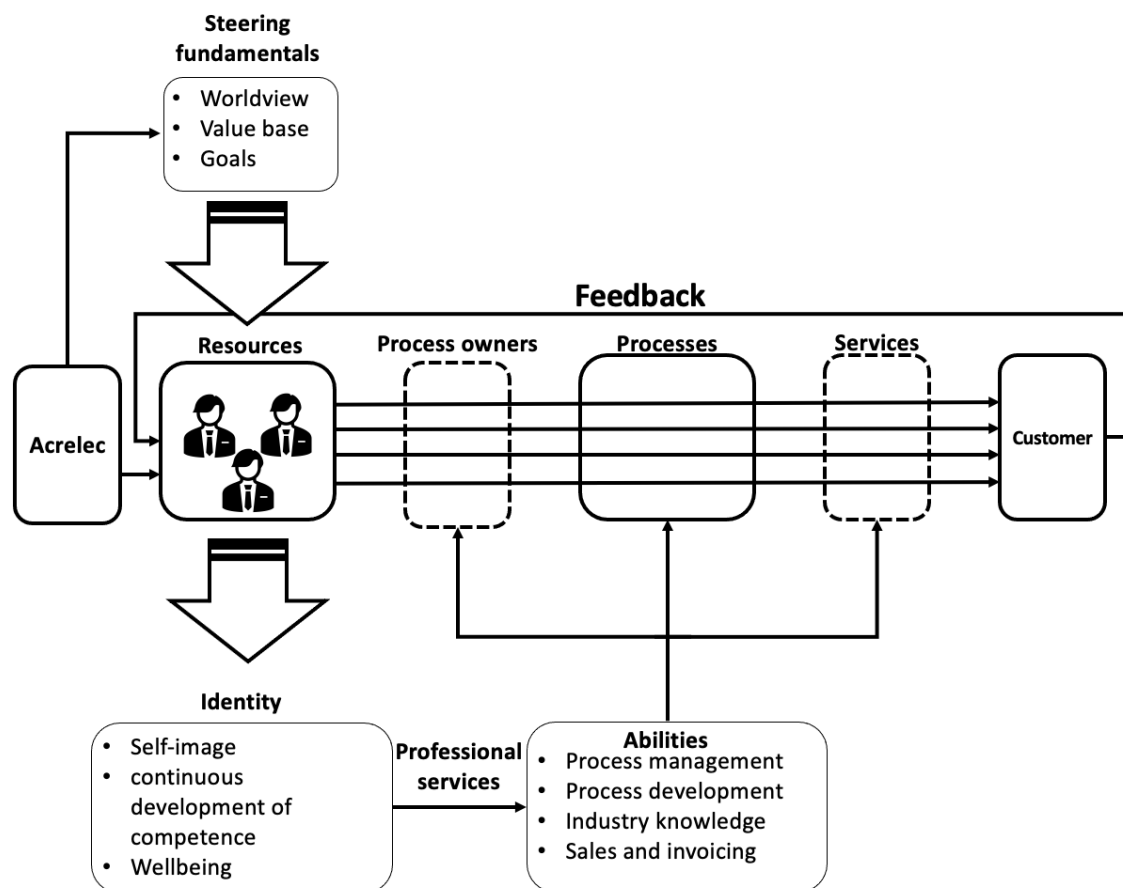 Steering
fundamentals
• Worldview
• Value base
• Goals
Feedback
Resources
Process owners
Processes
Services
Acrelec
Customer
Identity
• Self-image
• continuous
development of
competence
• Wellbeing
Professional
services
Abilities
• Process management
• Process development
• Industry knowledge
• Sales and invoicing